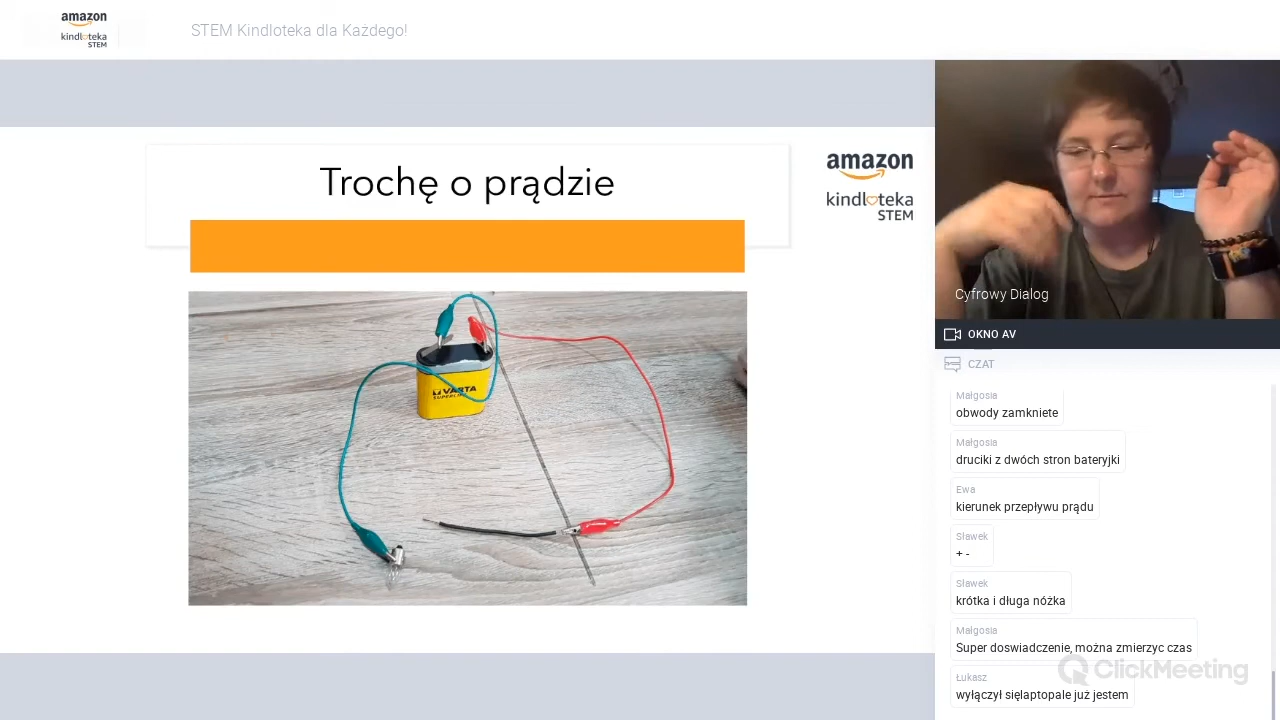 amazon
kindloteka
STEM
STEM Kindloteka dla Każdego!
Trochę o prądzie
amazon
kindloteka
STEM
VARTA
SUPERLIFE
Cyfrowy Dialog
OKNO AV
CZAT
Małgosia
obwody zamkniete
Małgosia
druciki z dwóch stron bateryjki
Ewa
kierunek przepływu prądu
Sławek
+ -
Sławek
krótka i długa nóżka
Małgosia
Super doswiadczenie, można zmierzyc czas
ClickMeeting
Łukasz
wyłączył sięlaptopale już jestem